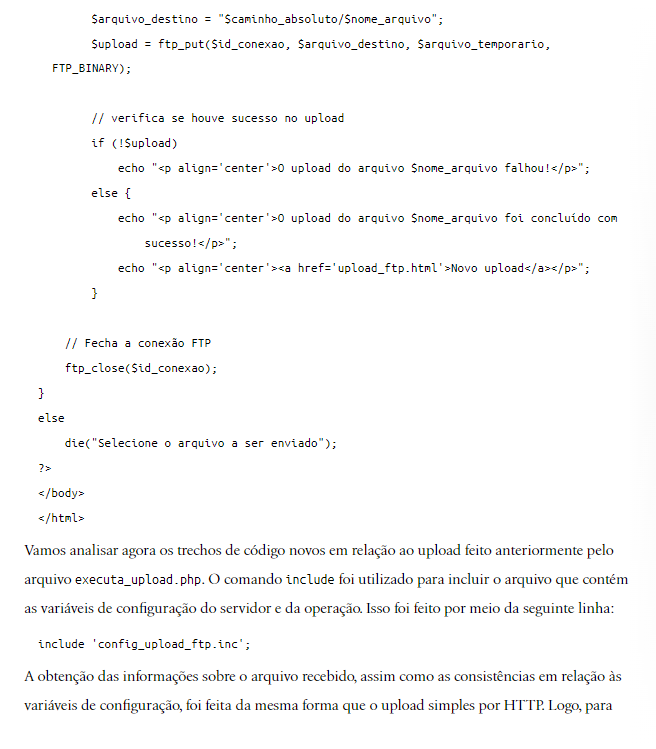 $arquivo_destino = "$caminho_absoluto/$nome_arquivo";
$upload = ftp_put($id_conexao, $arquivo_destino, $arquivo_temporario,
FTP_BINARY);
// verifica se houve sucesso no upload
if (!$upload)
echo "<p align='center'>O upload do arquivo $nome_arquivo falhou!</p>";
else {
echo "<p align='center'>O upload do arquivo $nome_arquivo foi concluído com
sucesso!</p>";
echo "<p align='center'><a href='upload_ftp.html'>Novo upload</a></p>";
}
// Fecha a conexão FTP
ftp_close($id_conexao);
}
else
die("Selecione o arquivo a ser enviado");
?>
</body>
</html>
Vamos analisar agora os trechos de código novos em relação ao upload feito anteriormente pelo
arquivo executa_upload.php. O comando include foi utilizado para incluir o arquivo que contém
as variáveis de configuração do servidor e da operação. Isso foi feito por meio da seguinte linha:
include 'config_upload_ftp.inc';
A obtenção das informações sobre o arquivo recebido, assim como as consistências em relação às
variáveis de configuração, foi feita da mesma forma que o upload simples por HTTP. Logo, para